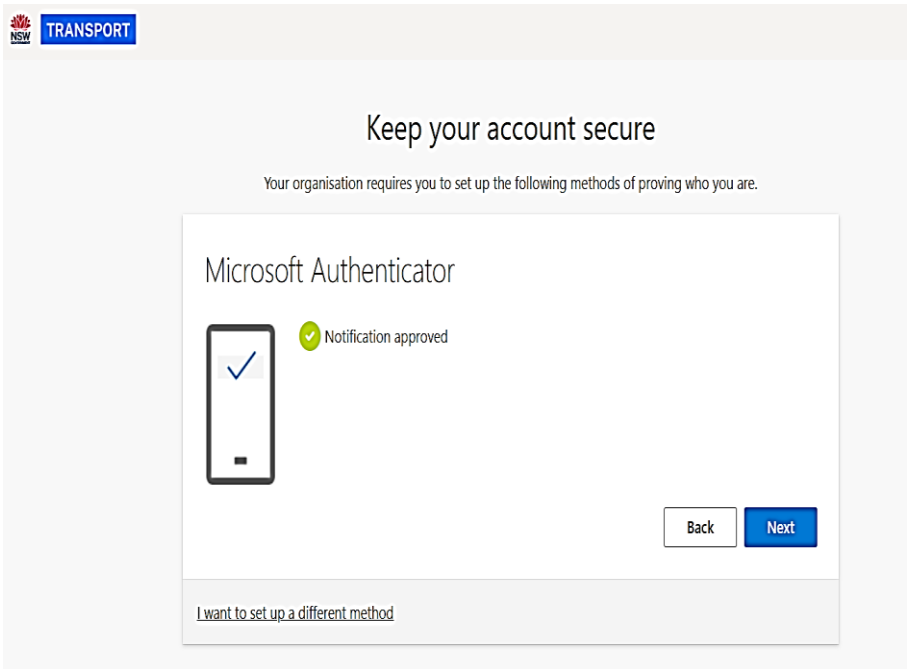 NSW
GOVERNMENT
TRANSPORT
Keep your account secure
Your organisation requires you to set up the following methods of proving who you are.
Microsoft Authenticator
Notification approved
Back
Next
I want to set up a different method